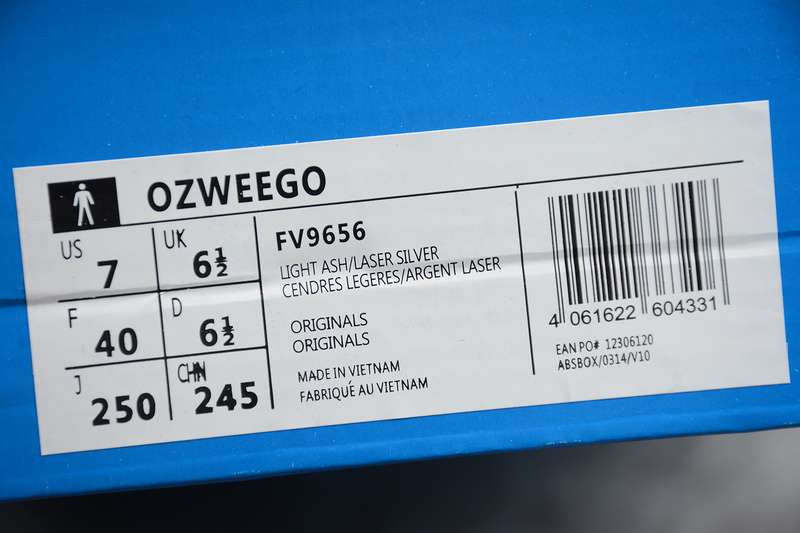 OZWEEGO
US 7 UK 6½
F 40 D 6½
J 250 CHN 245
FV9656
LIGHT ASH/LASER SILVER
CENDRES LEGERES/ARGENT LASER
ORIGINALS
ORIGINALS
MADE IN VIETNAM
FABRIQUÉ AU VIETNAM
4 061622 604331
EAN PO# 12306120
ABSBOX/0314/V10